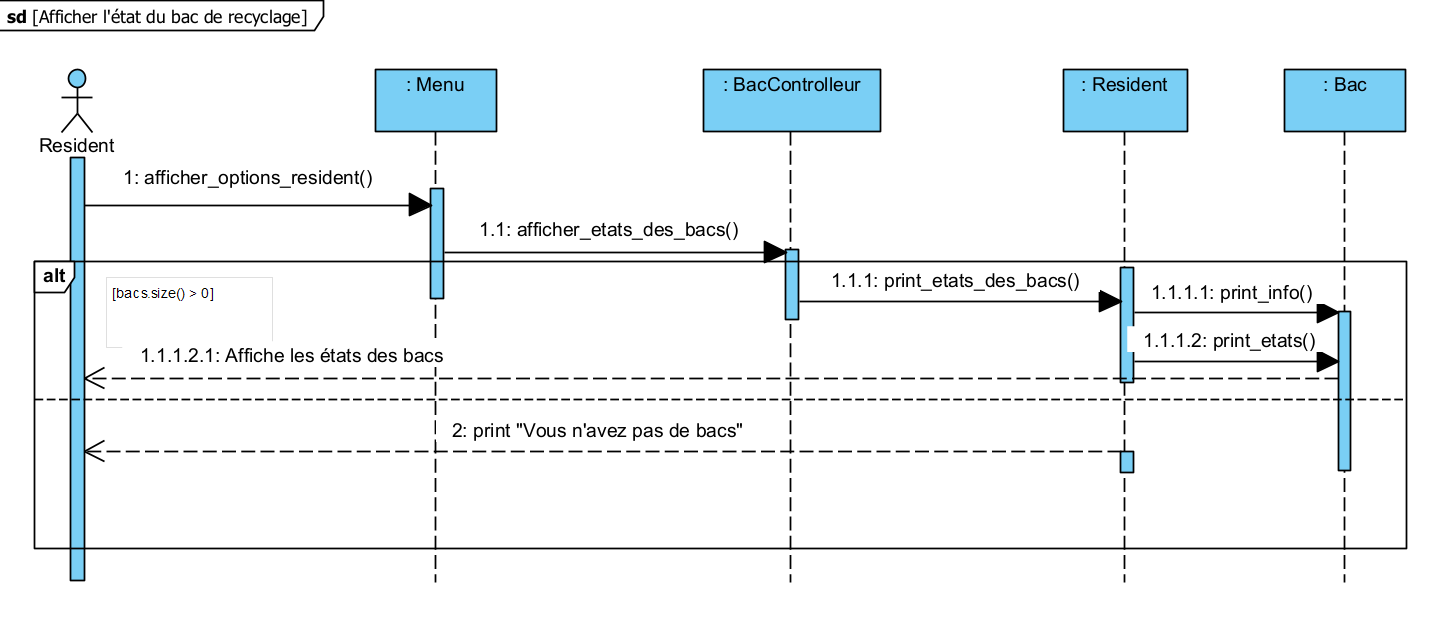 sd [Afficher l'état du bac de recyclage]
Resident
: Menu
: BacControlleur
: Resident
: Bac
1: afficher_options_resident()
1.1: afficher_etats_des_bacs()
alt
[bacs.size() > 0]
1.1.1: print_etats_des_bacs()
1.1.1.1: print_info()
1.1.1.2: print_etats()
1.1.1.2.1: Affiche les états des bacs
2: print "Vous n'avez pas de bacs"